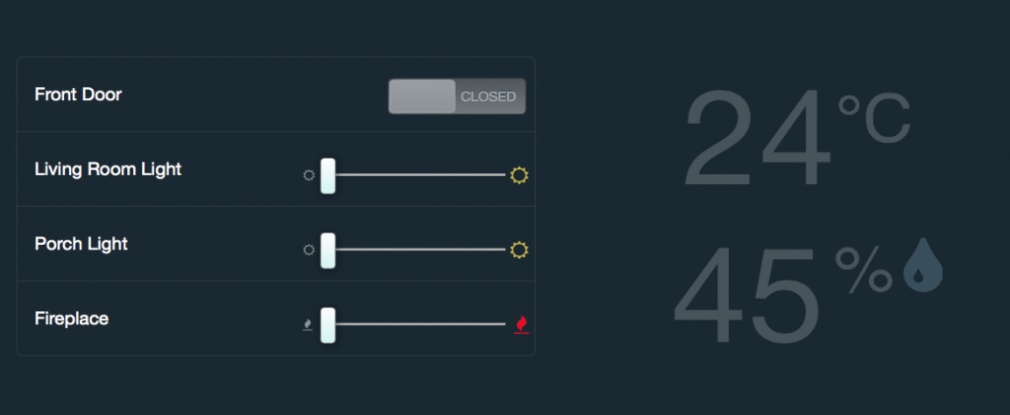 Front Door
CLOSED
Living Room Light
Porch Light
Fireplace
24°C
45%